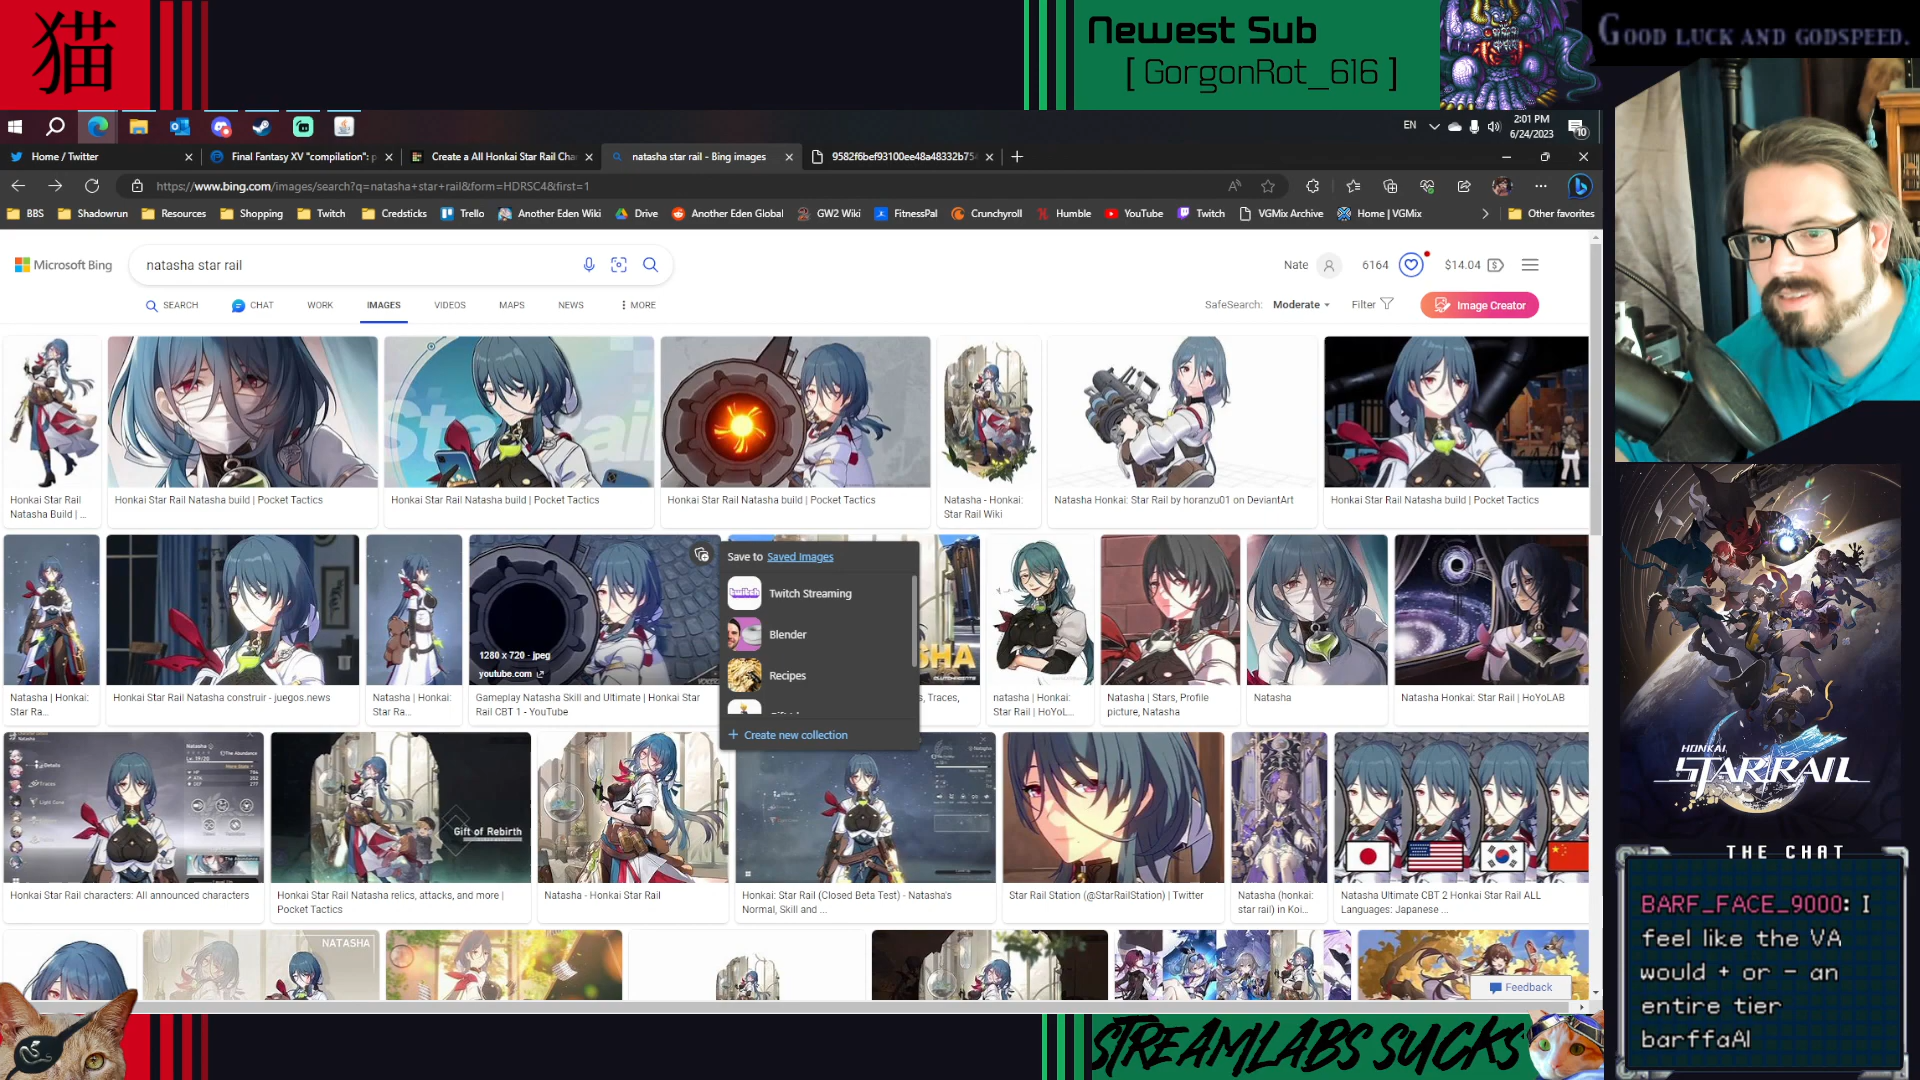 猫
Newest Sub
[ GorgonRot_616 ]
GOOD LUCK AND GODSPEED.
EN
2:01 PM
6/24/2023
10
Home / Twitter
Final Fantasy XV "compilation": p
Create a All Honkai Star Rail Cha
natasha star rail - Bing images
9582f6bef93100ee48a48332b754
https://www.bing.com/images/search?q=natasha+star+rail&form=HDRSC4&first=1
BBS
Shadowrun
Resources
Shopping
Twitch
Credsticks
Trello
Another Eden Wiki
Drive
Another Eden Global
GW2 Wiki
FitnessPal
Crunchyroll
Humble
YouTube
Twitch
VGMix Archive
Home | VGMix
Other favorites
Microsoft Bing
natasha star rail
Nate
6164
$14.04
SEARCH
CHAT
WORK
IMAGES
VIDEOS
MAPS
NEWS
MORE
SafeSearch: Moderate
Filter
Image Creator
Honkai Star Rail
Natasha Build | ...
Honkai Star Rail Natasha build | Pocket Tactics
Honkai Star Rail Natasha build | Pocket Tactics
Honkai Star Rail Natasha build | Pocket Tactics
Natasha - Honkai:
Star Rail Wiki
Natasha Honkai: Star Rail by horanzu01 on DeviantArt
Honkai Star Rail Natasha build | Pocket Tactics
Save to Saved Images
Twitch Streaming
Blender
Recipes
Create new collection
1280 x 720 - jpeg
youtube.com
Natasha | Honkai:
Star Ra...
Honkai Star Rail Natasha construir - juegos.news
Natasha | Honkai:
Star Ra...
Gameplay Natasha Skill and Ultimate | Honkai Star
Rail CBT 1 - YouTube
s, Traces,
natasha | Honkai:
Star Rail | HoYoL...
Natasha | Stars, Profile
picture, Natasha
Natasha
Natasha Honkai: Star Rail | HoYoLAB
Gift of Rebirth
Honkai Star Rail characters: All announced characters
Honkai Star Rail Natasha relics, attacks, and more |
Pocket Tactics
Natasha - Honkai Star Rail
Honkai: Star Rail (Closed Beta Test) - Natasha's
Normal, Skill and ...
Star Rail Station (@StarRailStation) | Twitter
Natasha (honkai:
star rail) in Koi...
Natasha Ultimate CBT 2 Honkai Star Rail ALL
Languages: Japanese ...
NATASHA
Feedback
HONKAI
STAR RAIL
THE CHAT
BARF_FACE_9000: I
feel like the VA
would + or - an
entire tier
barffaAI
STREAMLABS SUCKS